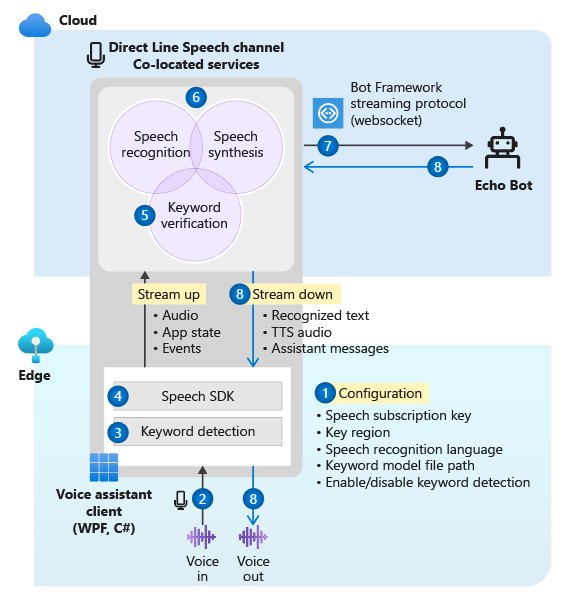 Cloud
Direct Line Speech channel
Co-located services
6
Speech
recognition
Speech
synthesis
5
Keyword
verification
Bot Framework
streaming protocol
(websocket)
7
8
Echo Bot
Stream up
• Audio
• App state
• Events
8 Stream down
• Recognized text
• TTS audio
• Assistant messages
Edge
4 Speech SDK
3 Keyword detection
1 Configuration
• Speech subscription key
• Key region
• Speech recognition language
• Keyword model file path
• Enable/disable keyword detection
Voice assistant
client
(WPF, C#)
2
8
Voice
in
Voice
out